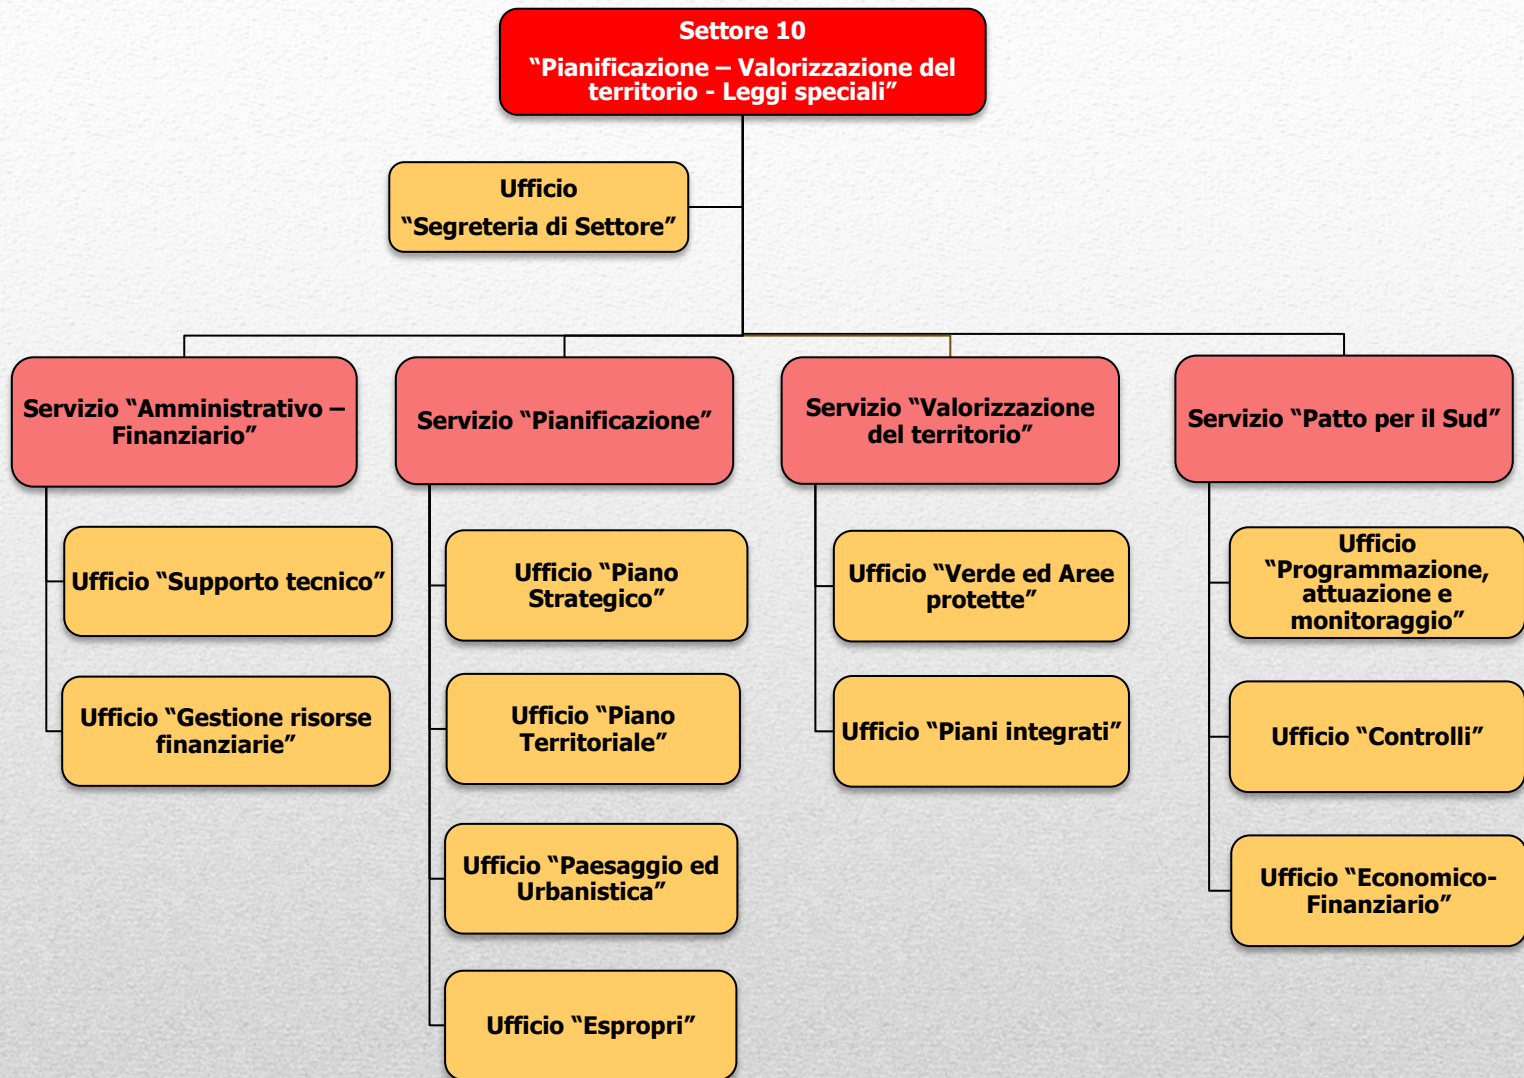 Settore 10
“Pianificazione – Valorizzazione del
territorio - Leggi speciali”
Ufficio
“Segreteria di Settore”
Servizio “Amministrativo –
Finanziario”
Ufficio “Supporto tecnico”
Ufficio “Gestione risorse
finanziarie”
Servizio “Pianificazione”
Ufficio “Piano
Strategico”
Ufficio “Piano
Territoriale”
Ufficio “Paesaggio ed
Urbanistica”
Ufficio “Espropri”
Servizio “Valorizzazione
del territorio”
Ufficio “Verde ed Aree
protette”
Ufficio “Piani integrati”
Servizio “Patto per il Sud”
Ufficio
“Programmazione,
attuazione e
monitoraggio”
Ufficio “Controlli”
Ufficio “Economico-
Finanziario”